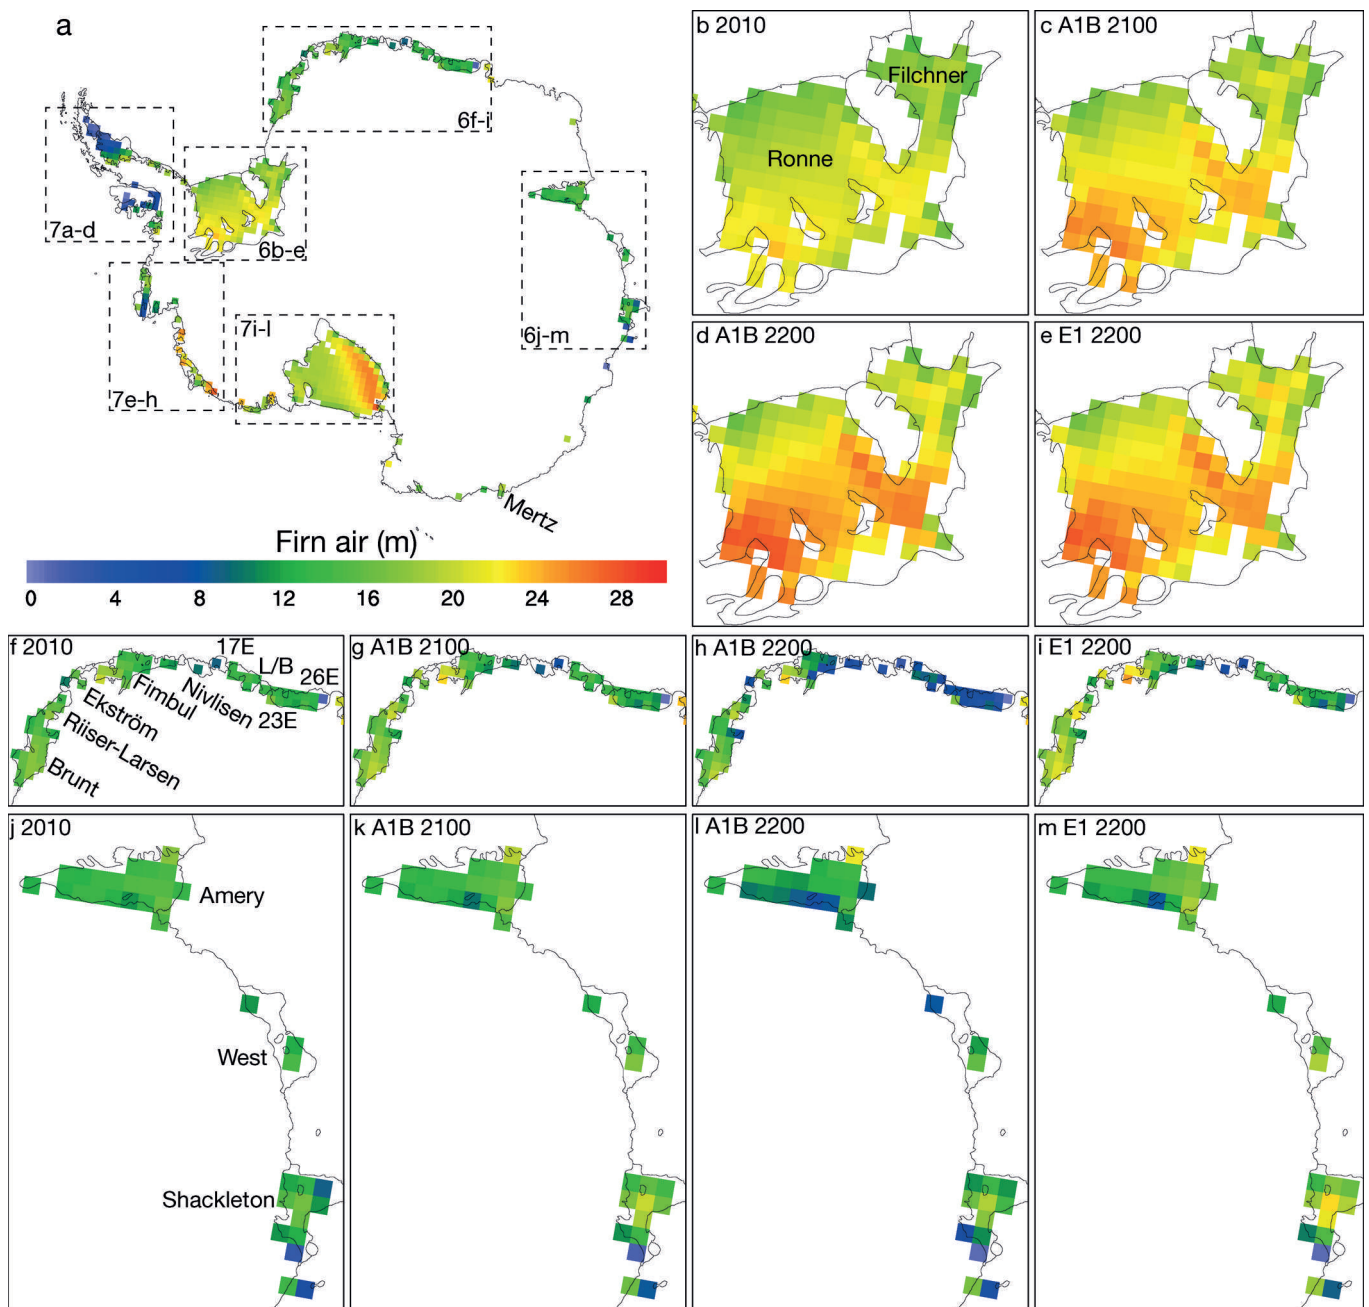 a
6f-i
7a-d
6b-e
7i-l
6j-m
7e-h
Mertz
Firn air (m)
0 4 8 12 16 20 24 28
b 2010
Filchner
Ronne
c A1B 2100
d A1B 2200
e E1 2200
f 2010
17E
L/B
26E
Fimbul
Nivlisen
23E
Ekström
Riiser-Larsen
Brunt
g A1B 2100
h A1B 2200
i E1 2200
j 2010
Amery
West
Shackleton
k A1B 2100
l A1B 2200
m E1 2200